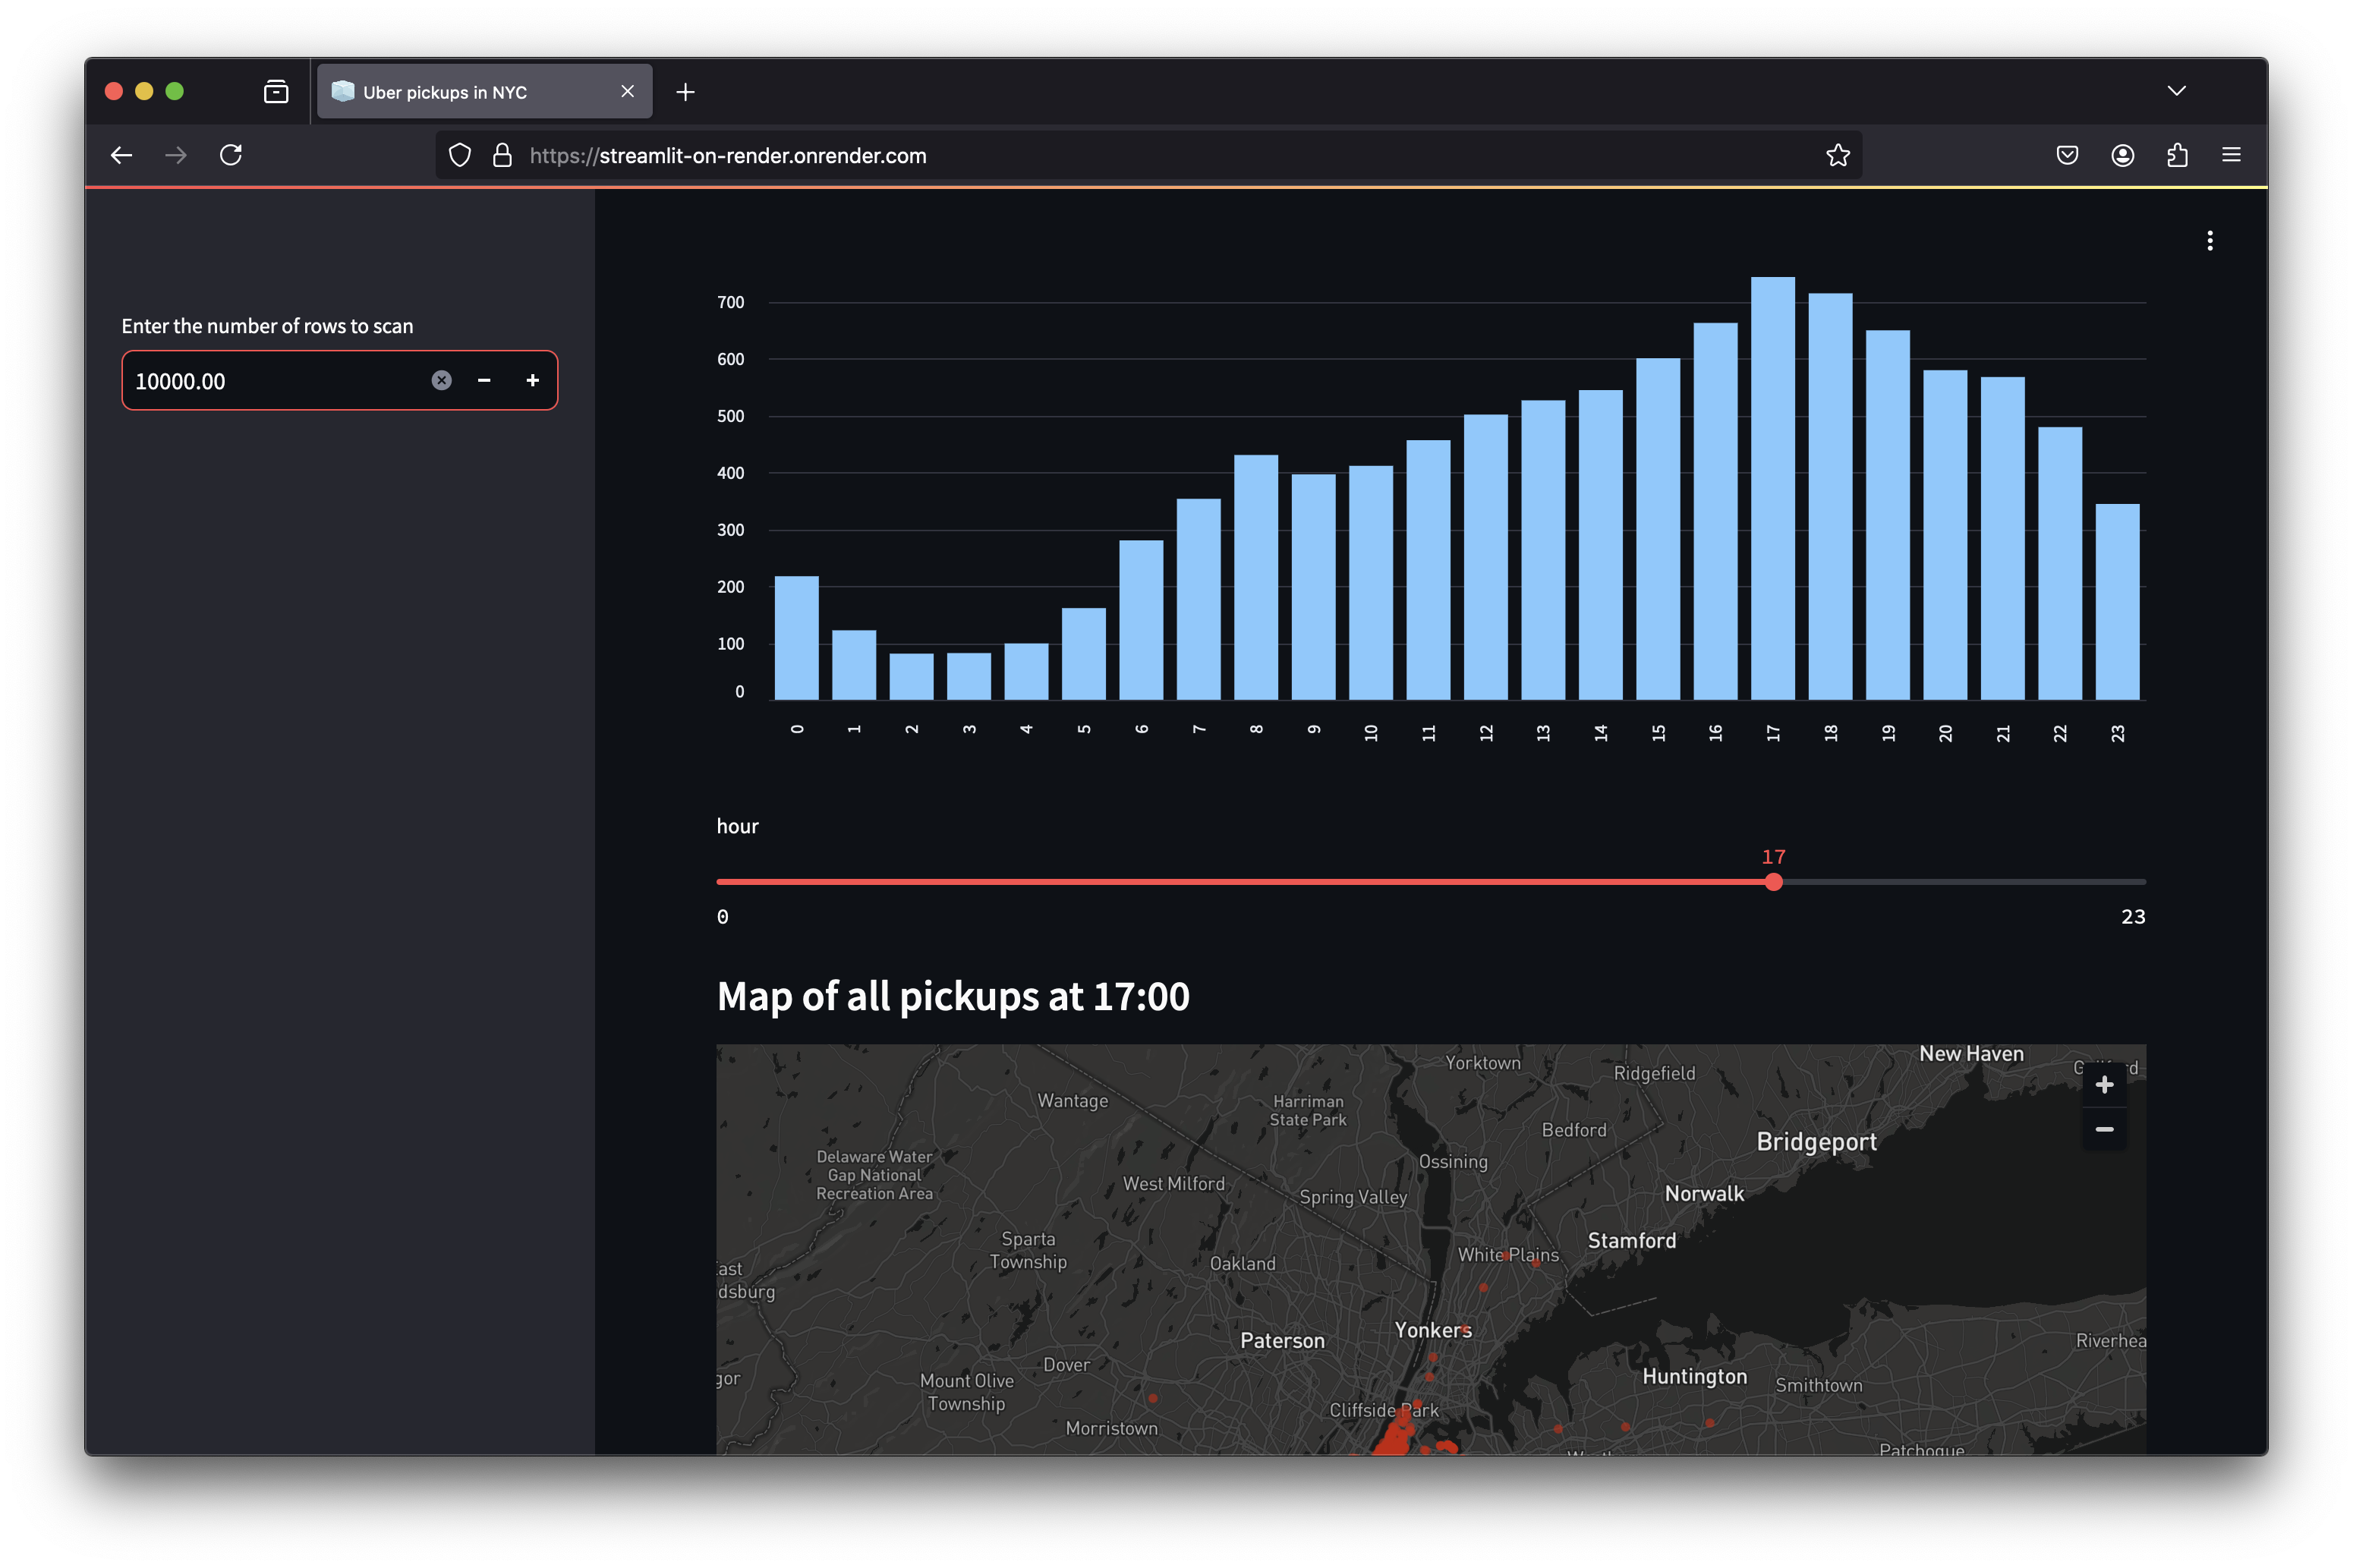 Uber pickups in NYC
https://streamlit-on-render.onrender.com
Enter the number of rows to scan
10000.00
700
600
500
400
300
200
100
0
0 1 2 3 4 5 6 7 8 9 10 11 12 13 14 15 16 17 18 19 20 21 22 23
hour
17
0 23
Map of all pickups at 17:00
New Haven
Yorktown
Ridgefield
Wantage
Harriman
State Park
Bedford
Bridgeport
Delaware Water
Gap National
Recreation Area
Ossining
West Milford
Spring Valley
Norwalk
Sparta
Township
Stamford
White Plains
Oakland
dsburg
Yonkers
Paterson
Riverhea
Dover
Huntington
Mount Olive
Township
Smithtown
Cliffside Park
Morristown
Patchogue